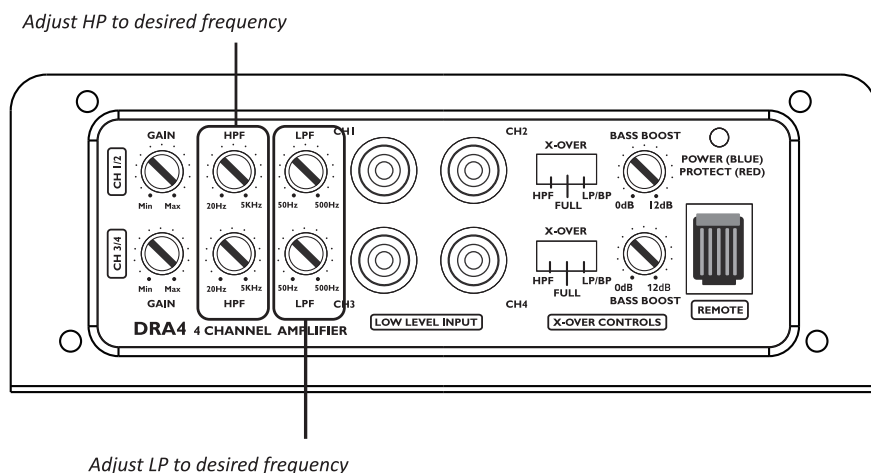 Adjust HP to desired frequency
GAIN HPF LPF CH1 CH2 X-OVER BASS BOOST
CH 1/2
POWER (BLUE)
PROTECT (RED)
Min Max 20Hz 5KHz 50Hz 500Hz
HPF LP/BP
FULL
0dB 12dB
CH 3/4
X-OVER
Min Max 20Hz 5KHz 50Hz 500Hz
HPF LP/BP
FULL
0dB 12dB
GAIN HPF LPF CH3 CH4 BASS BOOST
REMOTE
DRA4 4 CHANNEL AMPLIFIER LOW LEVEL INPUT X-OVER CONTROLS
Adjust LP to desired frequency